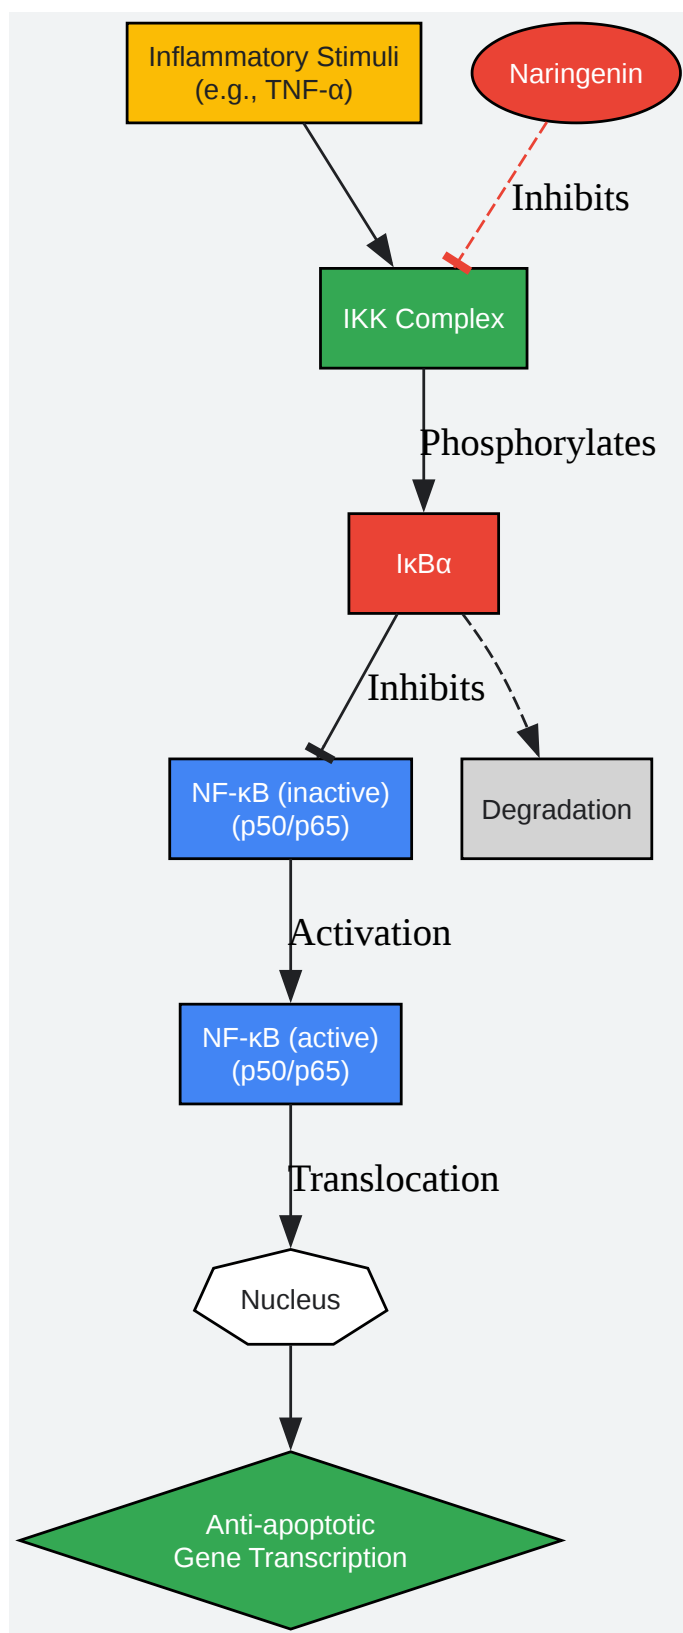 Inflammatory Stimuli
(e.g., TNF-α)
Naringenin
Inhibits
IKK Complex
Phosphorylates
IκBα
Inhibits
NF-κB (inactive)
(p50/p65)
Degradation
Activation
NF-κB (active)
(p50/p65)
Translocation
Nucleus
Anti-apoptotic
Gene Transcription